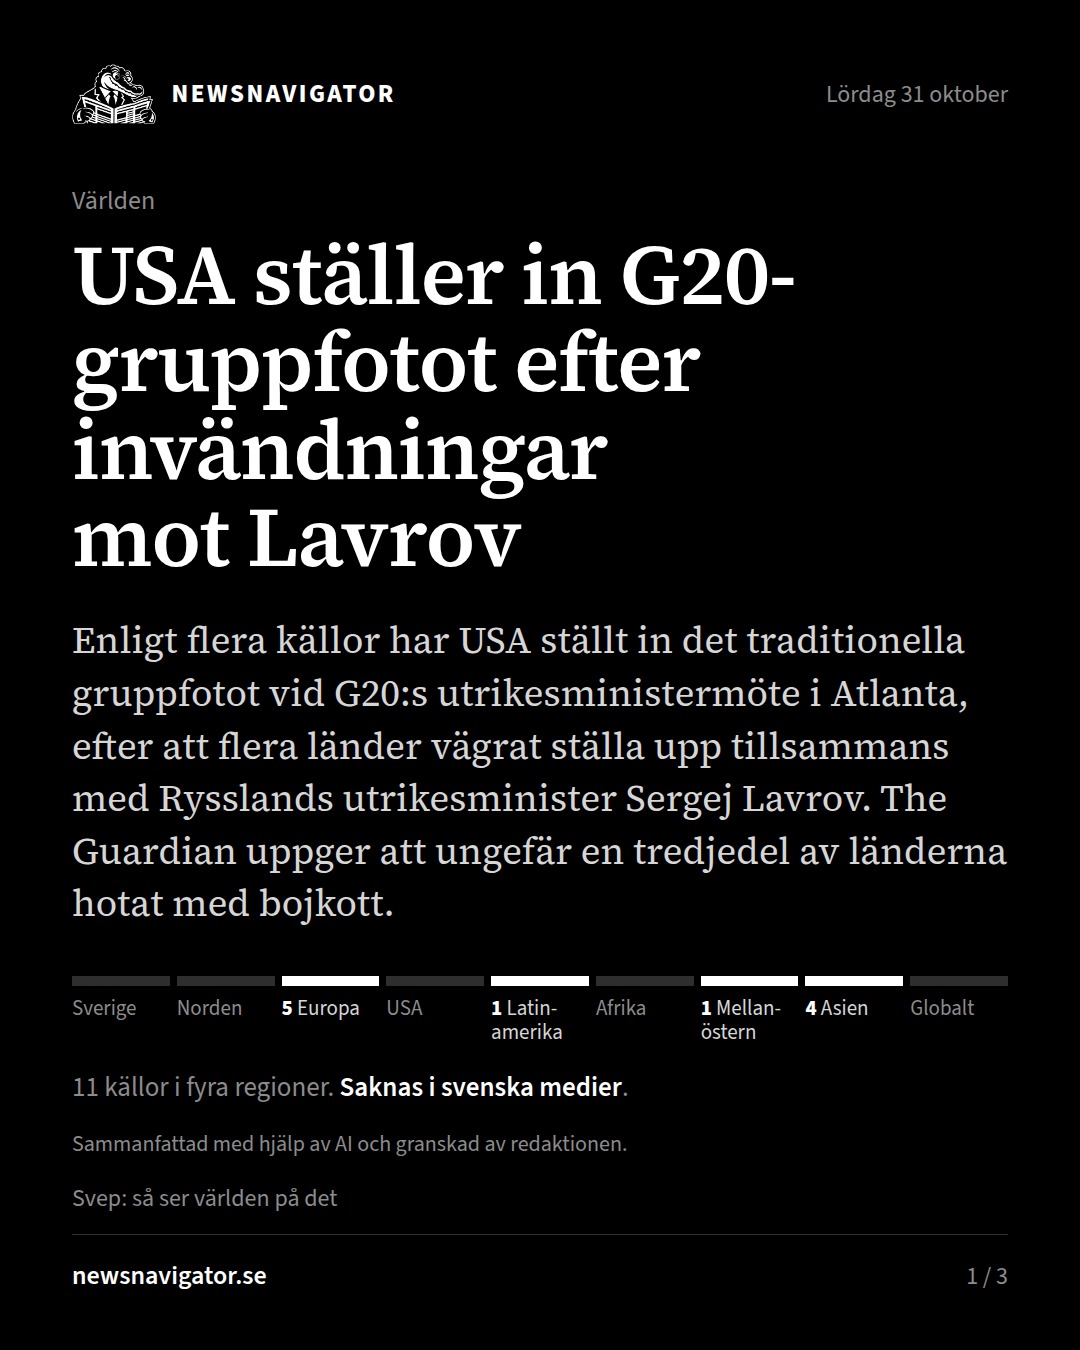 NEWSNAVIGATOR
Lördag 31 oktober
Världen
USA ställer in G20-
gruppfotot efter
invändningar
mot Lavrov
Enligt flera källor har USA ställt in det traditionella
gruppfotot vid G20:s utrikesministermöte i Atlanta,
efter att flera länder vägrat ställa upp tillsammans
med Rysslands utrikesminister Sergej Lavrov. The
Guardian uppger att ungefär en tredjedel av länderna
hotat med bojkott.
Sverige
Norden
5 Europa
USA
1 Latin-
amerika
Afrika
1 Mellan-
östern
4 Asien
Globalt
11 källor i fyra regioner. Saknas i svenska medier.
Sammanfattad med hjälp av AI och granskad av redaktionen.
Svep: så ser världen på det
newsnavigator.se
1 / 3